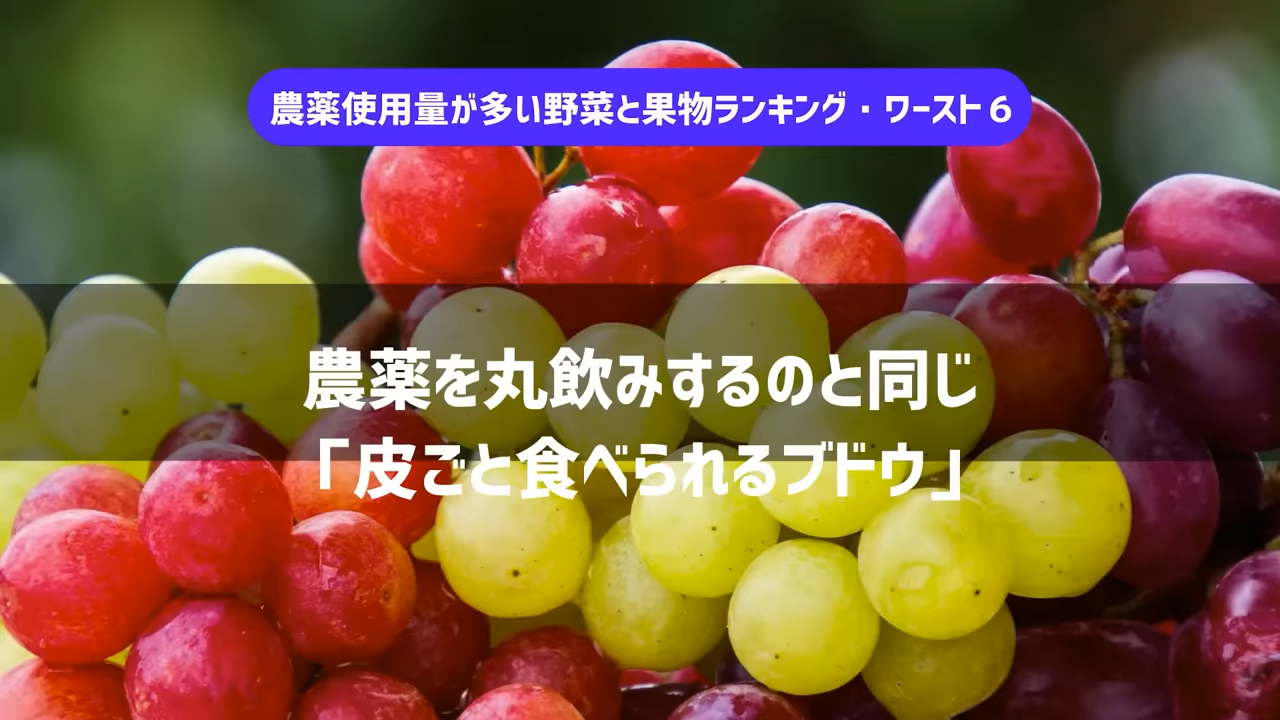 農薬使用量が多い野菜と果物ランキング・ワースト６
農薬を丸飲みするのと同じ
「皮ごと食べられるブドウ」